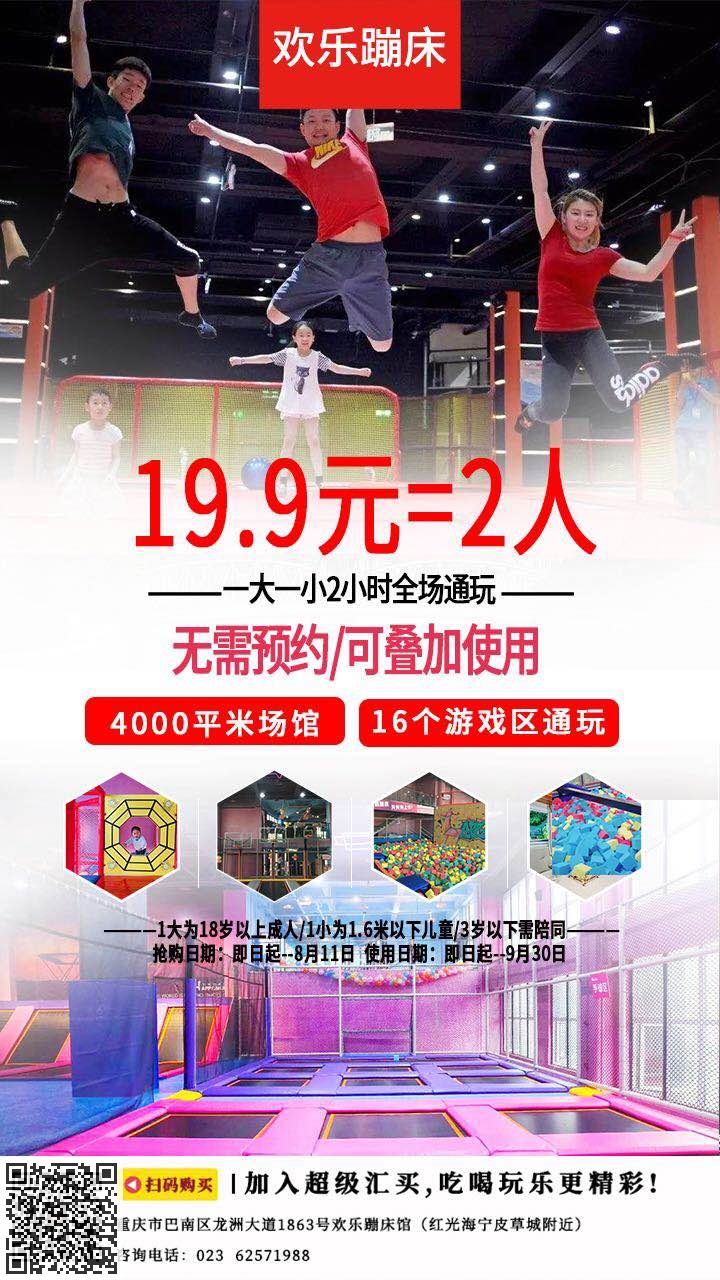 欢乐蹦床
19.9元=2人
一大一小2小时全场通玩
无需预约/可叠加使用
4000平米场馆
16个游戏区通玩
1大为18岁以上成人/1小为1.6米以下儿童/3岁以下需陪同
抢购日期：即日起--8月11日 使用日期：即日起--9月30日
扫码购买 | 加入超级汇买,吃喝玩乐更精彩!
重庆市巴南区龙洲大道1863号欢乐蹦床馆（红光海宁皮草城附近）
咨询电话：023 62571988